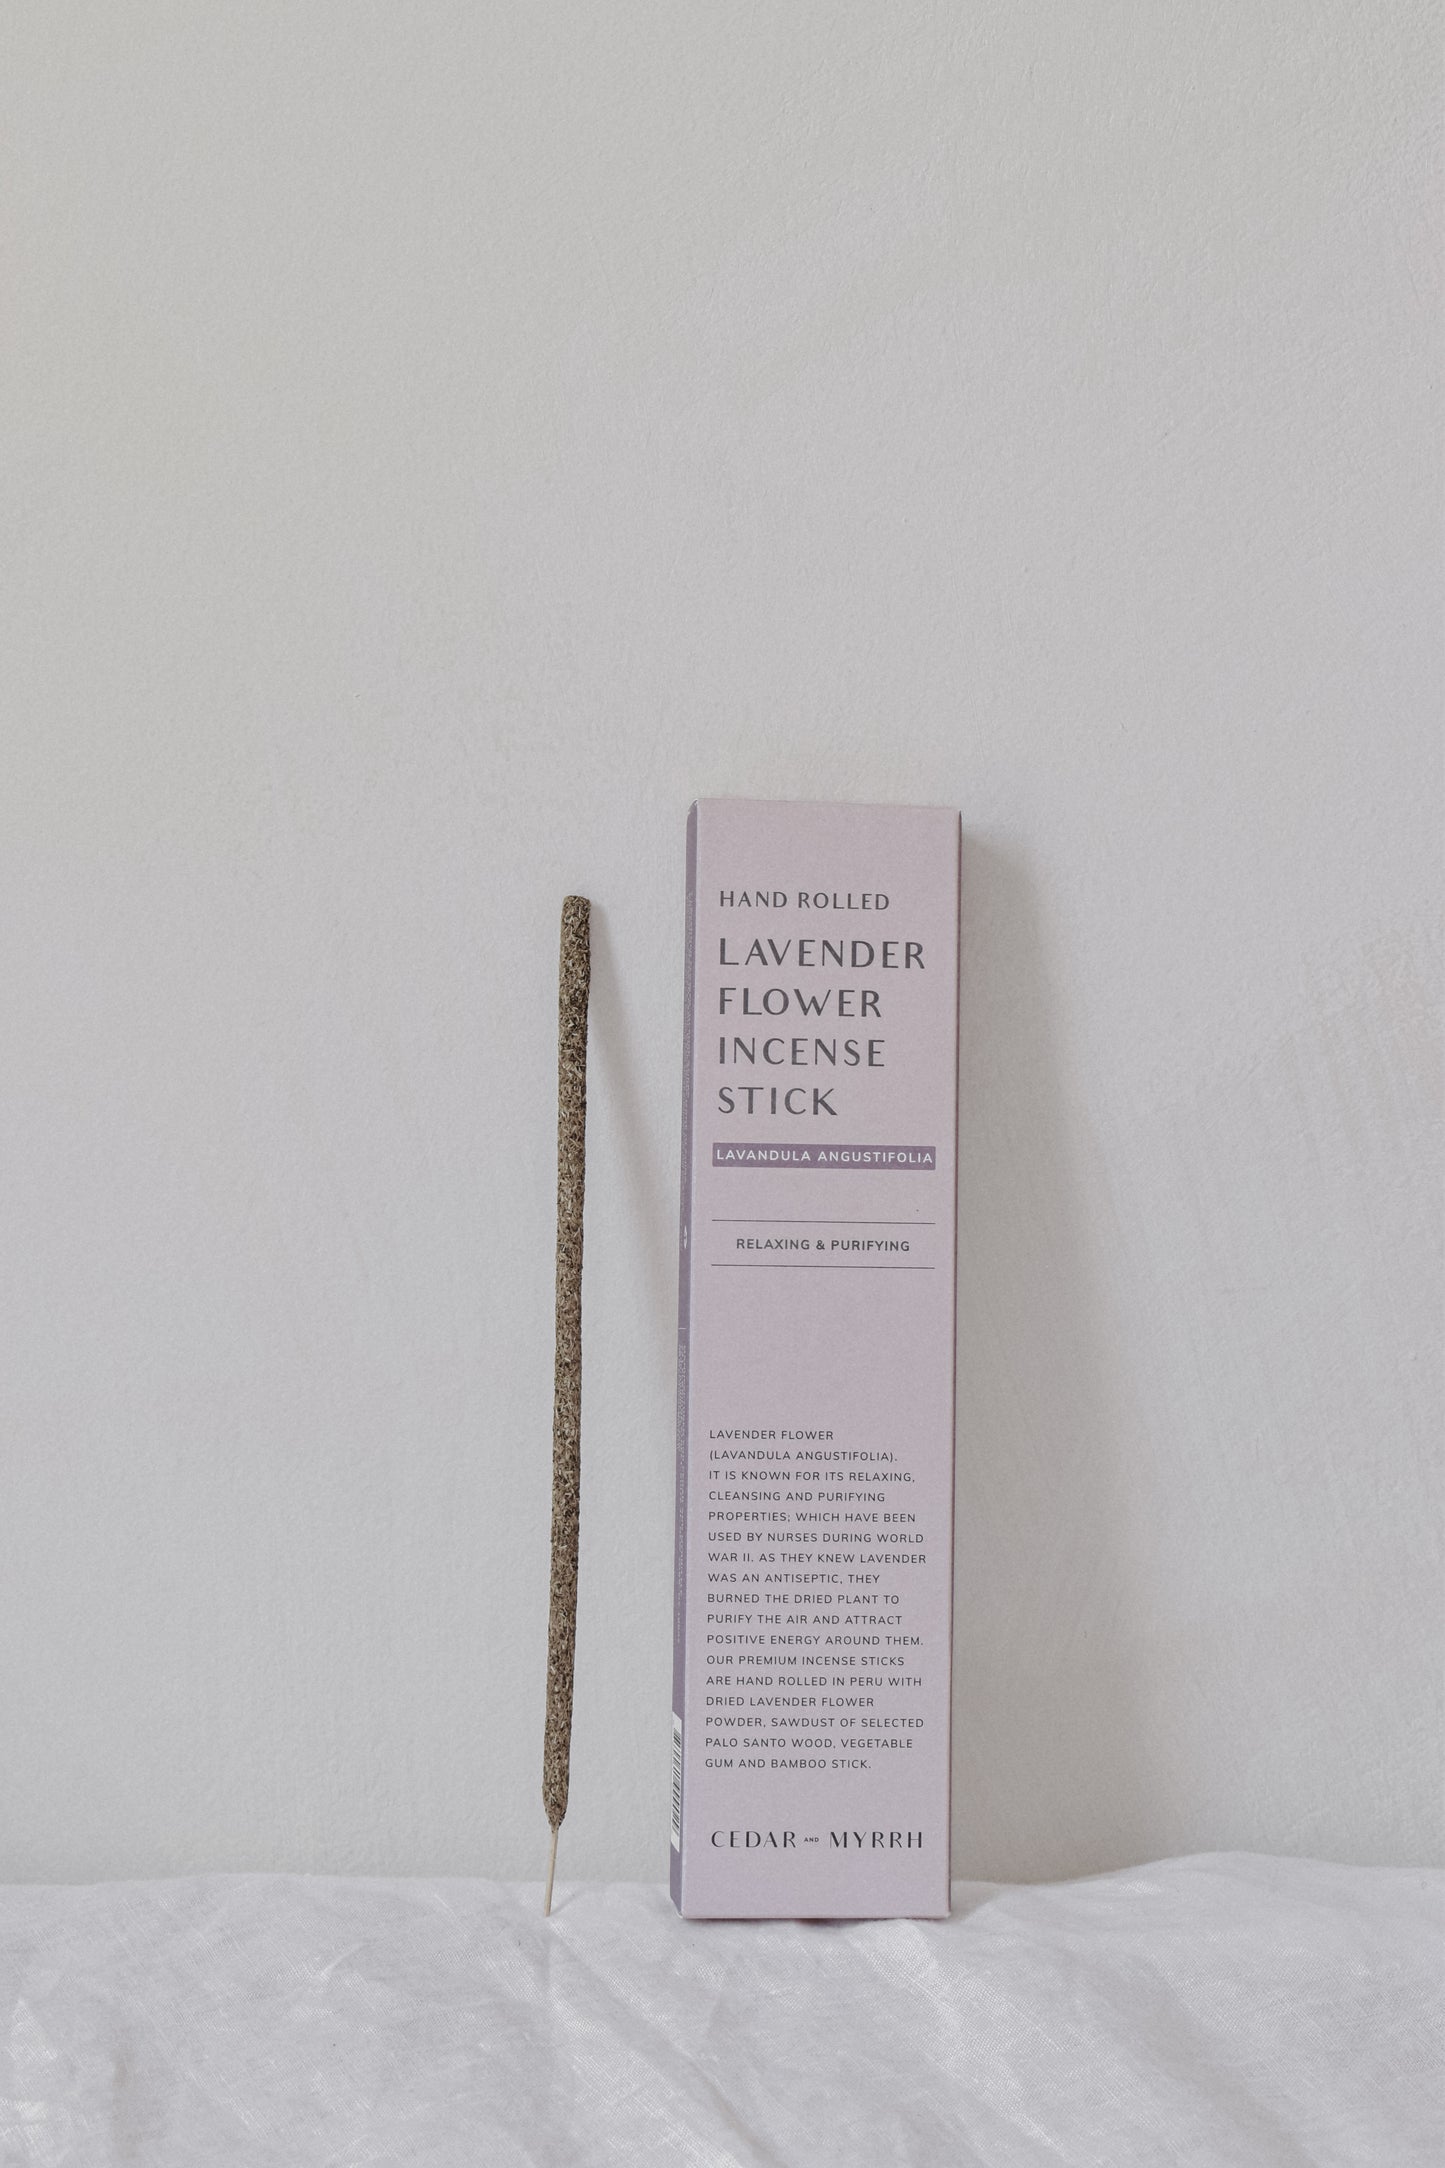 HAND ROLLED
LAVENDER
FLOWER
INCENSE
STICK
LAVANDULA ANGUSTIFOLIA
RELAXING & PURIFYING
LAVENDER FLOWER
(LAVANDULA ANGUSTIFOLIA).
IT IS KNOWN FOR ITS RELAXING,
CLEANSING AND PURIFYING
PROPERTIES; WHICH HAVE BEEN
USED BY NURSES DURING WORLD
WAR II. AS THEY KNEW LAVENDER
WAS AN ANTISEPTIC, THEY
BURNED THE DRIED PLANT TO
PURIFY THE AIR AND ATTRACT
POSITIVE ENERGY AROUND THEM.
OUR PREMIUM INCENSE STICKS
ARE HAND ROLLED IN PERU WITH
DRIED LAVENDER FLOWER
POWDER, SAWDUST OF SELECTED
PALO SANTO WOOD, VEGETABLE
GUM AND BAMBOO STICK.
CEDAR AND MYRRH